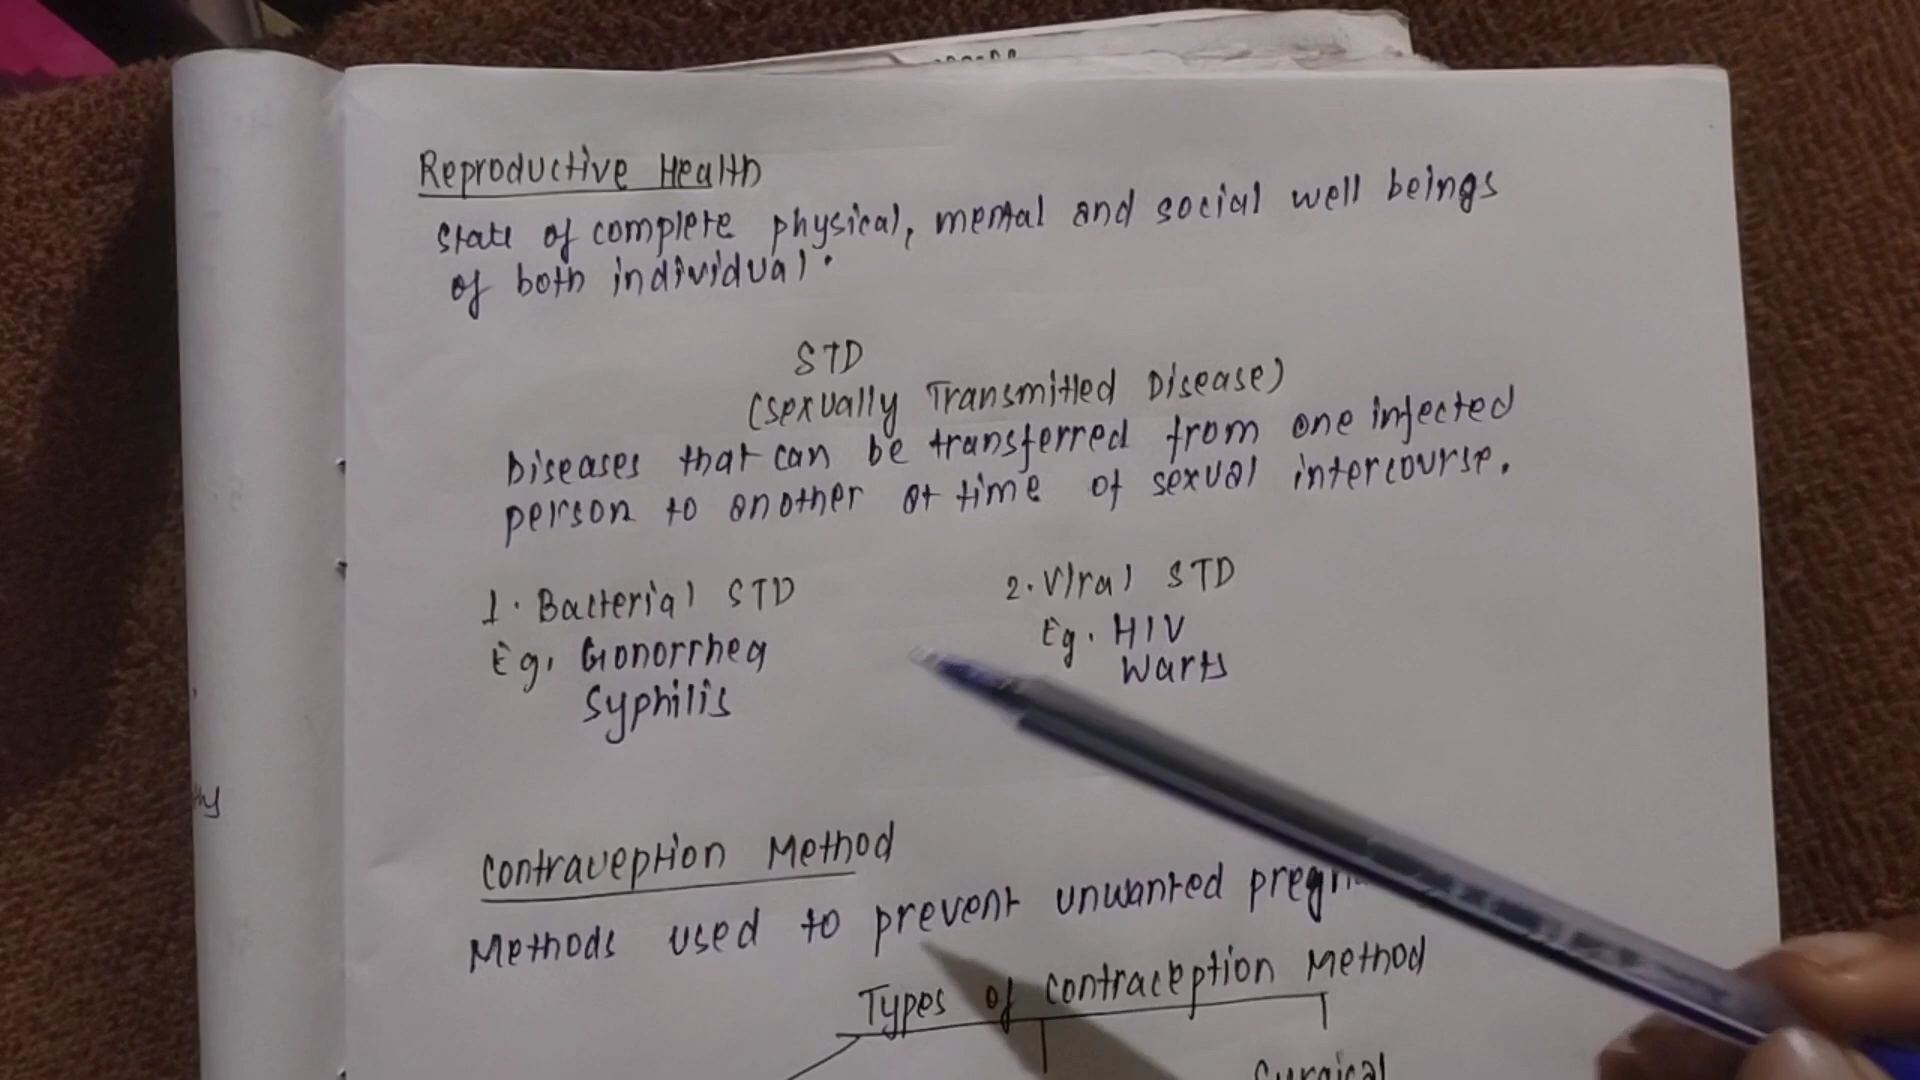 Reproductive Health
State of complete physical, mental and social well beings
of both individual.
STD
(Sexually Transmitted Disease)
Diseases that can be transferred from one infected
person to another at time of sexual intercourse.
1. Bacterial STD
Eg. Gonorrhea
Syphilis
2. Viral STD
Eg. HIV
Warts
Contraception Method
Methods used to prevent unwanted
Types of contraception Method
Surgical